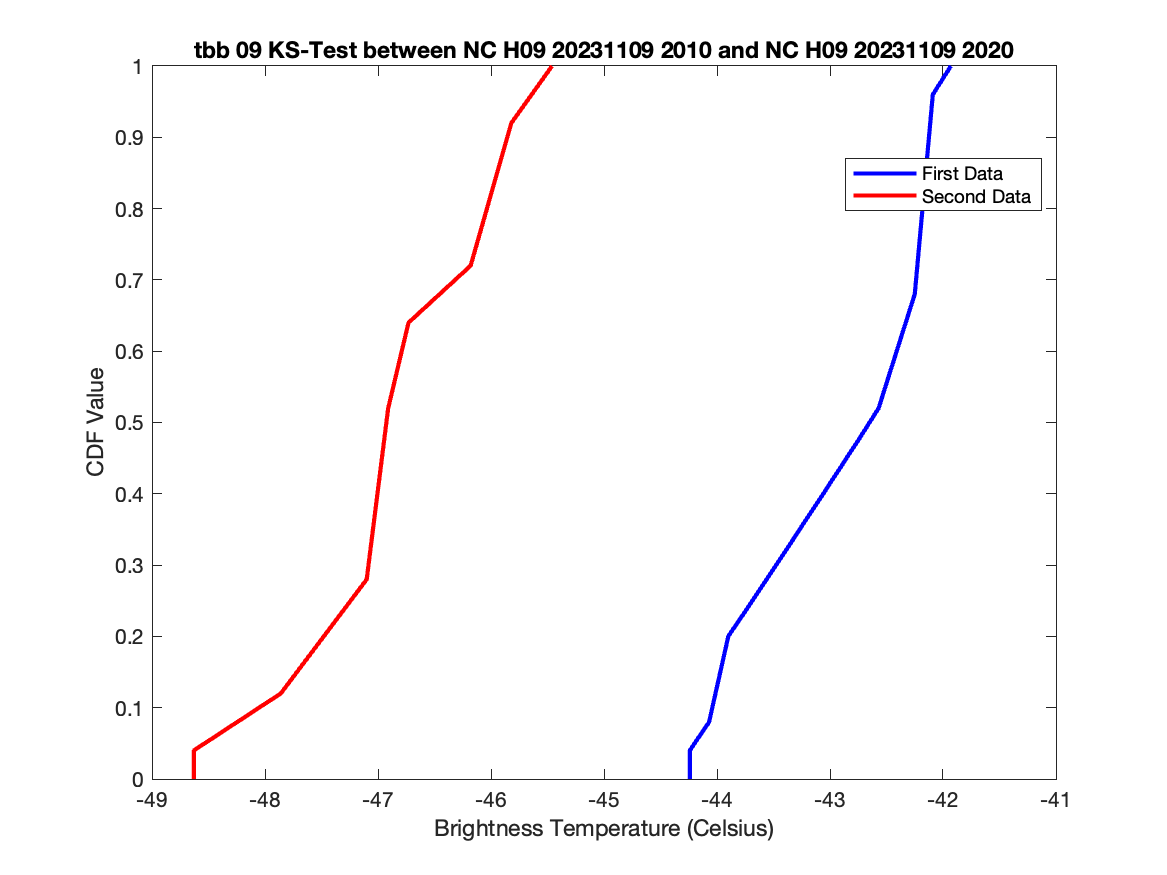 tbb 09 KS-Test between NC H09 20231109 2010 and NC H09 20231109 2020
1
0.9
0.8
0.7
0.6
0.5
0.4
0.3
0.2
0.1
0
CDF Value
First Data
Second Data
-49 -48 -47 -46 -45 -44 -43 -42 -41
Brightness Temperature (Celsius)